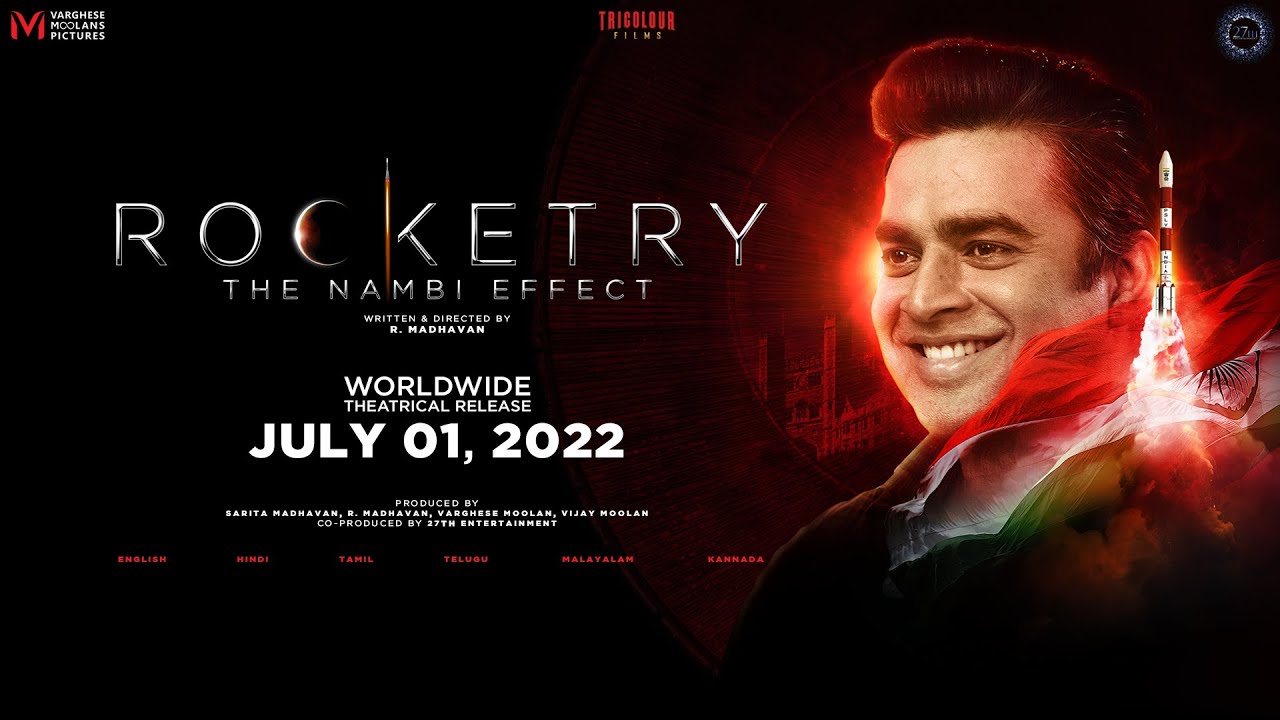 VARGHESE
MOOLANS
PICTURES
TRICOLOUR
FILMS
27TH
ROCKETRY
THE NAMBI EFFECT
WRITTEN & DIRECTED BY
R. MADHAVAN
WORLDWIDE
THEATRICAL RELEASE
JULY 01, 2022
PRODUCED BY
SARITA MADHAVAN, R. MADHAVAN, VARGHESE MOOLAN, VIJAY MOOLAN
CO-PRODUCED BY 27TH ENTERTAINMENT
ENGLISH HINDI TAMIL TELUGU MALAYALAM KANNADA
PSLV
INDIA